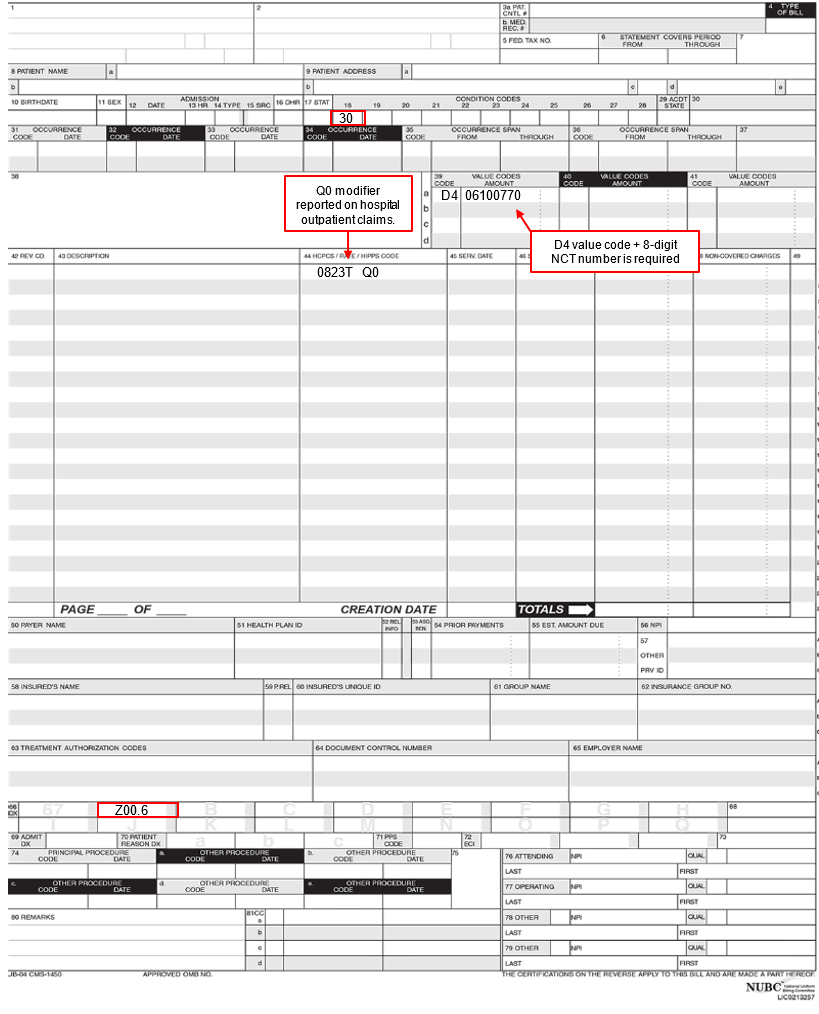 1
2
3a PAT. CNTL #
4 TYPE OF BILL
b. MED. REC. #
5 FED. TAX NO.
6 STATEMENT COVERS PERIOD
FROM THROUGH
7
8 PATIENT NAME a
9 PATIENT ADDRESS a
b
b c d e
10 BIRTHDATE
11 SEX
ADMISSION
12 DATE 13 HR 14 TYPE 15 SRC
16 DHR
17 STAT
CONDITION CODES
18 19 20 21 22 23 24 25 26 27 28
29 ACDT STATE
30
30
31 OCCURRENCE
CODE DATE
32 OCCURRENCE
CODE DATE
33 OCCURRENCE
CODE DATE
34 OCCURRENCE
CODE DATE
35 OCCURRENCE SPAN
CODE FROM THROUGH
36 OCCURRENCE SPAN
CODE FROM THROUGH
37
38
Q0 modifier
reported on hospital
outpatient claims.
39 VALUE CODES
CODE AMOUNT
40 VALUE CODES
CODE AMOUNT
41 VALUE CODES
CODE AMOUNT
a D4 06100770
b
c
d
D4 value code + 8-digit
NCT number is required
42 REV. CD.
43 DESCRIPTION
44 HCPCS / RATE / HIPPS CODE
45 SERV. DATE
46
NON-COVERED CHARGES
49
0823T Q0
PAGE ____ OF ____
CREATION DATE
TOTALS
50 PAYER NAME
51 HEALTH PLAN ID
52 REL. INFO
53 ASG. BEN.
54 PRIOR PAYMENTS
55 EST. AMOUNT DUE
56 NPI
57
OTHER
PRV ID
58 INSURED'S NAME
59 P.REL
60 INSURED'S UNIQUE ID
61 GROUP NAME
62 INSURANCE GROUP NO.
63 TREATMENT AUTHORIZATION CODES
64 DOCUMENT CONTROL NUMBER
65 EMPLOYER NAME
66 DX
67 Z00.6 B C D E F G H
68
I J K L M N O P Q
69 ADMIT DX
70 PATIENT REASON DX
a b c
71 PPS CODE
72 ECI
73
74 PRINCIPAL PROCEDURE
CODE DATE
a. OTHER PROCEDURE
CODE DATE
b. OTHER PROCEDURE
CODE DATE
75
76 ATTENDING NPI QUAL
LAST FIRST
c. OTHER PROCEDURE
CODE DATE
d. OTHER PROCEDURE
CODE DATE
e. OTHER PROCEDURE
CODE DATE
77 OPERATING NPI QUAL
LAST FIRST
80 REMARKS
81CC
a
b
c
d
78 OTHER NPI QUAL
LAST FIRST
79 OTHER NPI QUAL
LAST FIRST
UB-04 CMS-1450
APPROVED OMB NO.
THE CERTIFICATIONS ON THE REVERSE APPLY TO THIS BILL AND ARE MADE A PART HEREOF.
NUBC National Uniform Billing Committee
LIC9213257